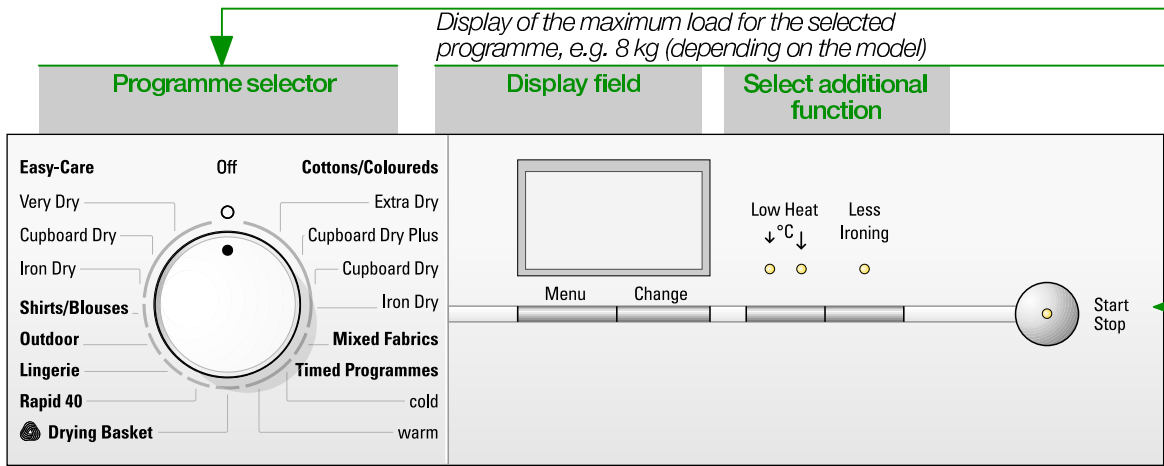 Display of the maximum load for the selected
programme, e.g. 8 kg (depending on the model)
Programme selector
Display field
Select additional
function
Easy-Care
Off
Cottons/Coloureds
Very Dry
Extra Dry
Cupboard Dry
Cupboard Dry Plus
Iron Dry
Cupboard Dry
Shirts/Blouses
Iron Dry
Outdoor
Mixed Fabrics
Lingerie
Timed Programmes
Rapid 40
cold
Drying Basket
warm
Low Heat
↓°C↓
Less
Ironing
Menu
Change
Start
Stop